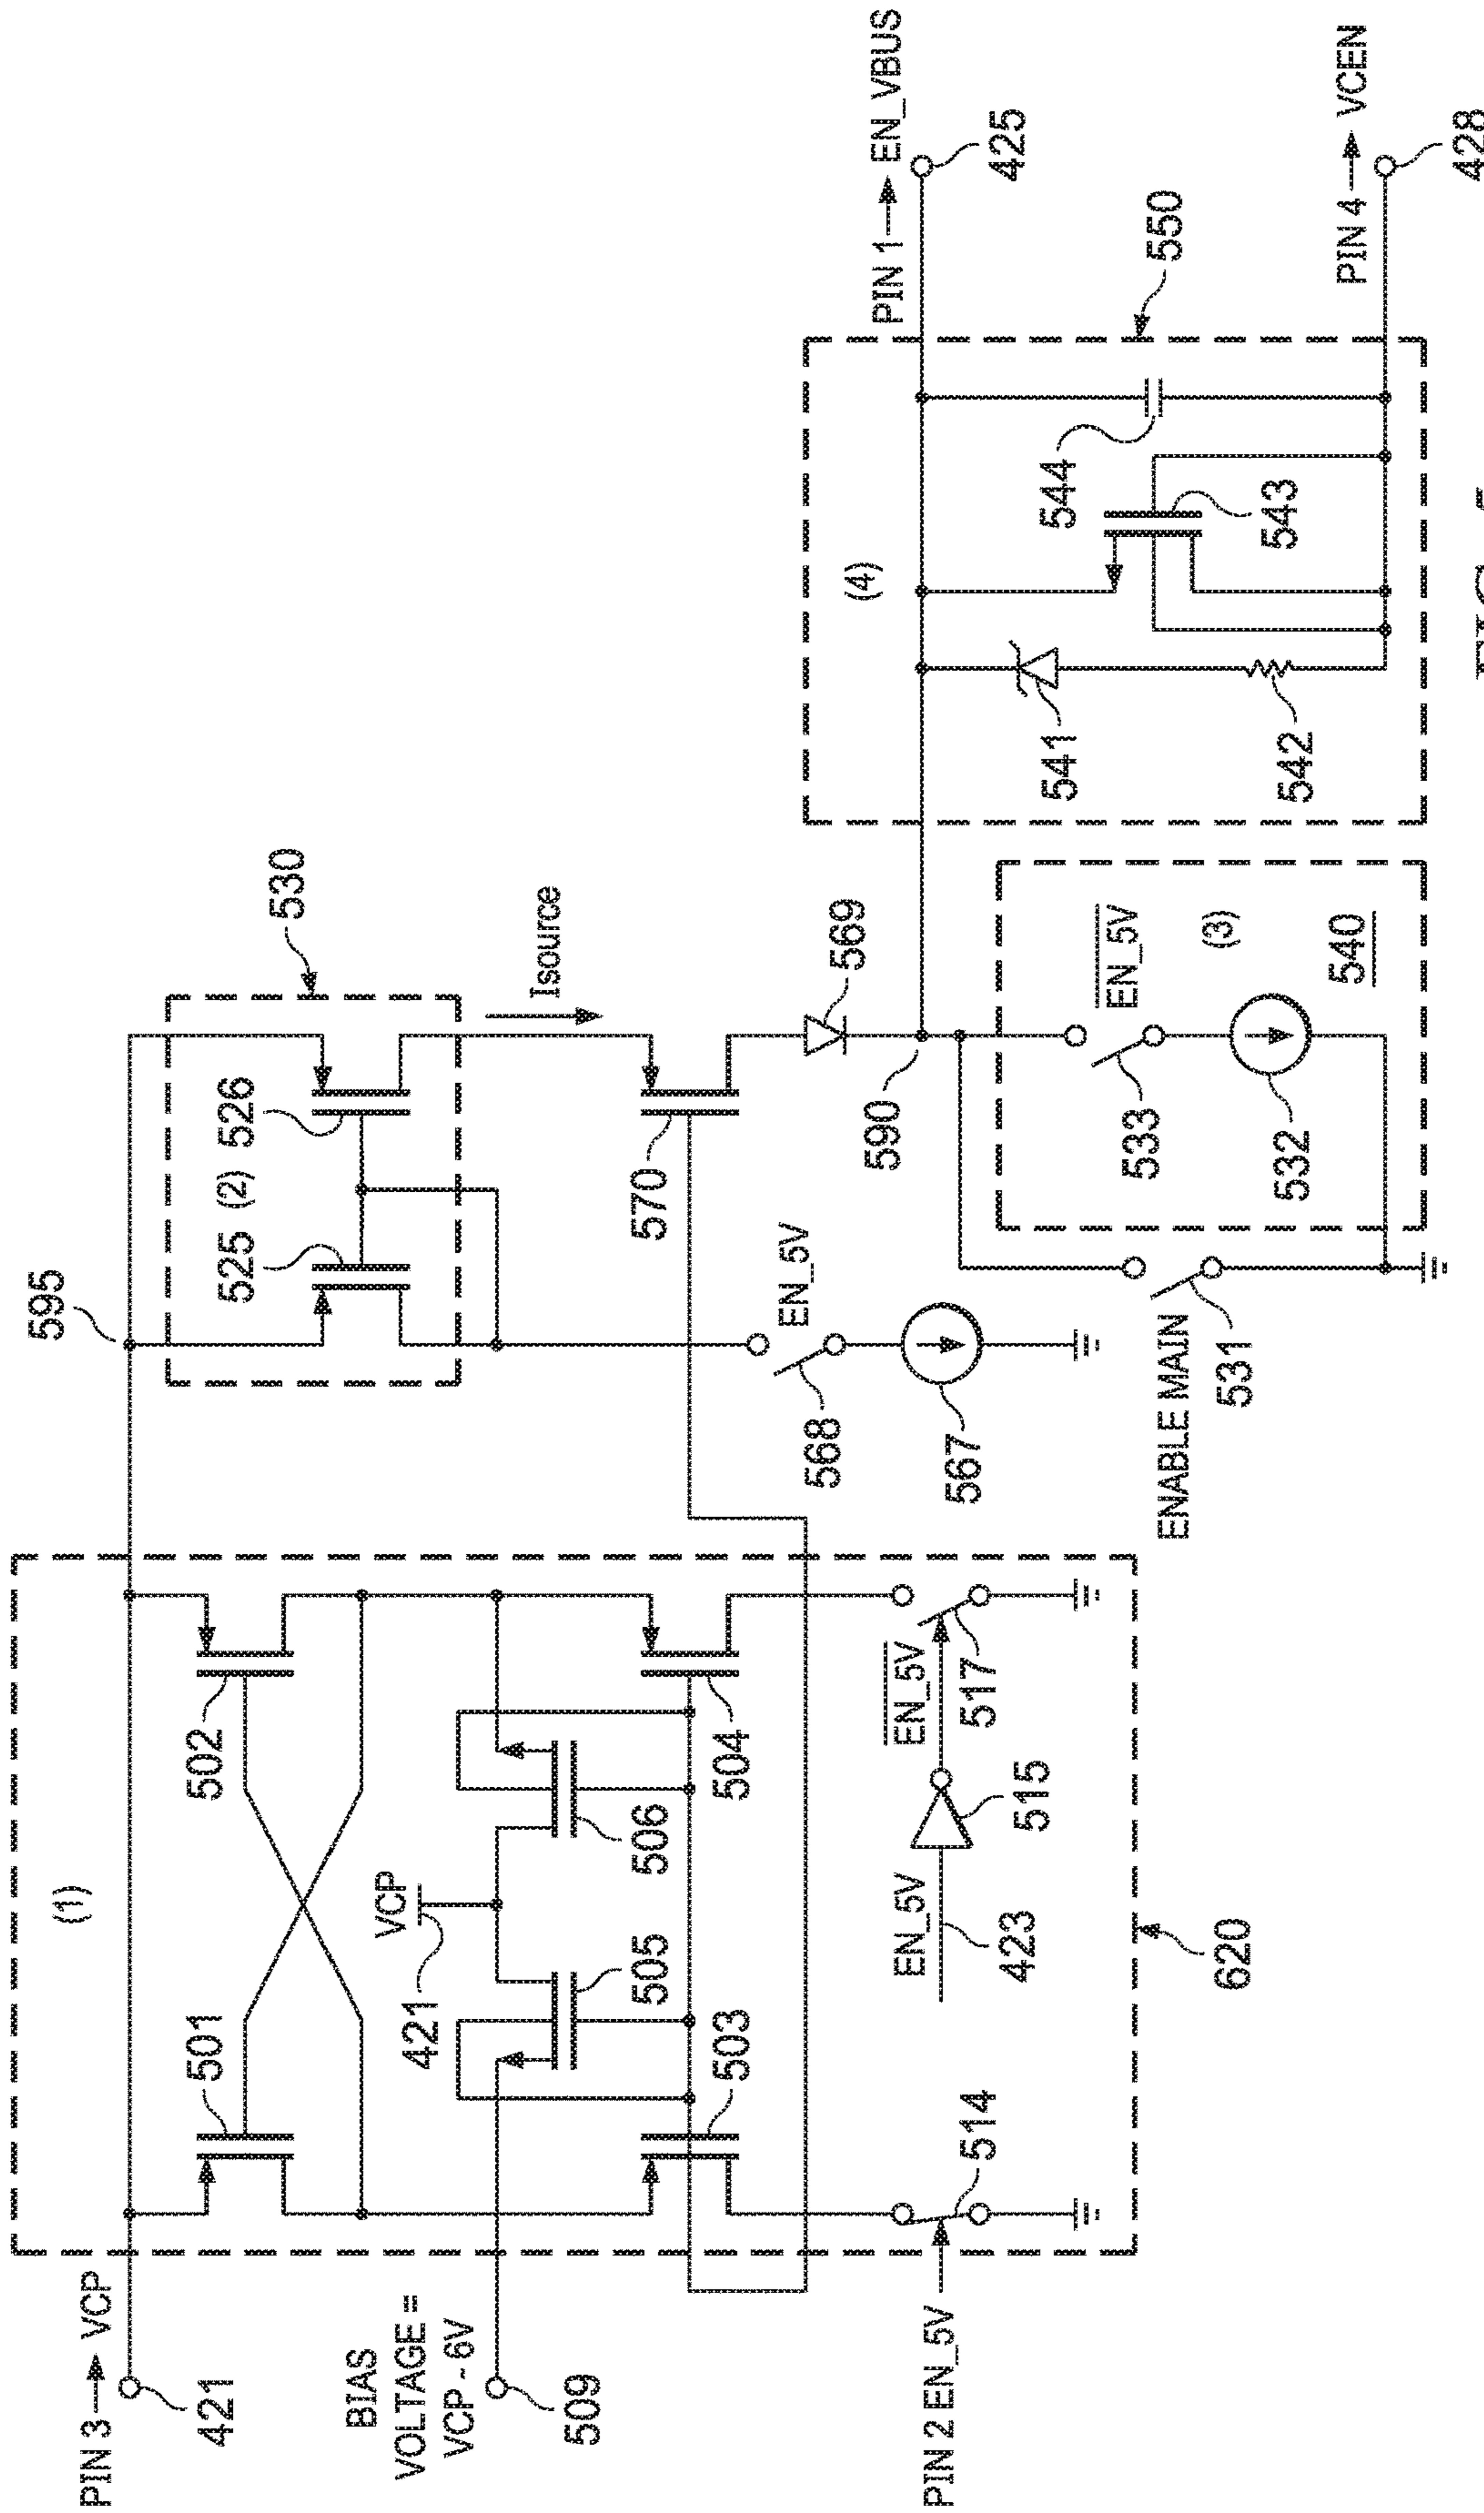 PIN 3 → VCP
421
BIAS
VOLTAGE =
VCP - 6V
509
PIN 2 EN_5V
(1)
501
502
VCP
421
505
506
503
504
514
EN_5V
423
515
EN_5V
517
620
595
530
525
(2)
526
Isource
570
569
590
EN_5V
568
567
ENABLE MAIN
531
EN_5V
533
(3)
532
540
550
(4)
541
542
543
544
PIN 1 → EN_VBUS
425
PIN 4 → VCEN
428